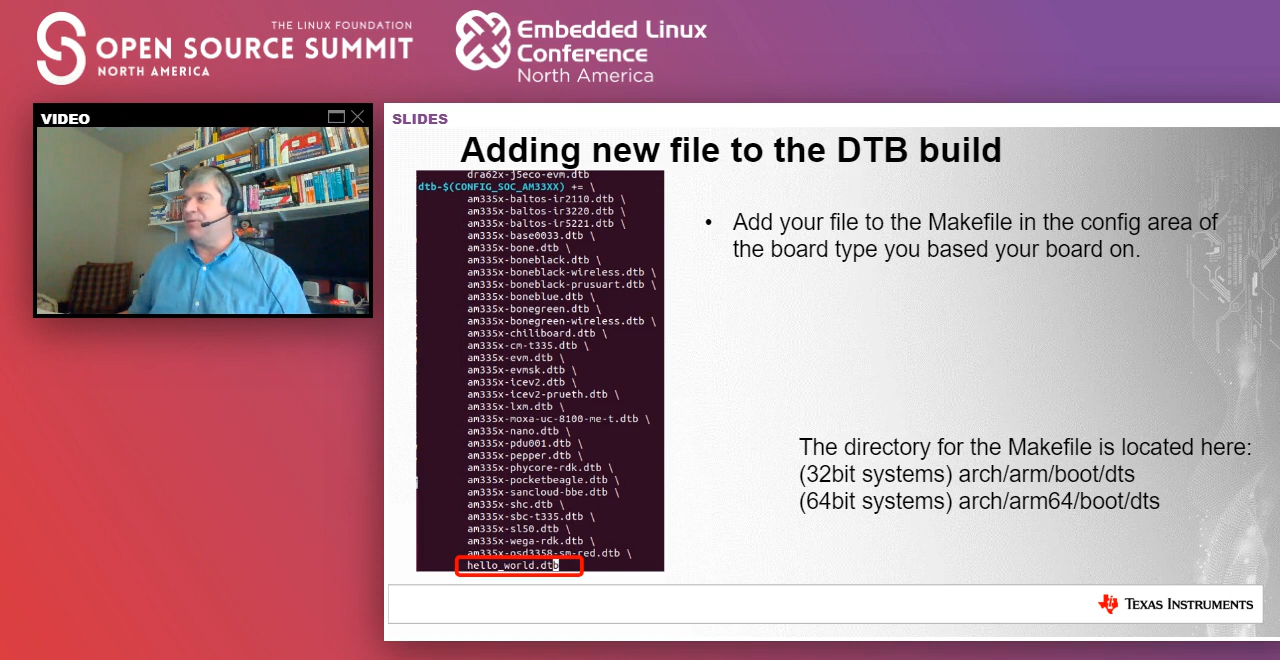 THE LINUX FOUNDATION
OPEN SOURCE SUMMIT
NORTH AMERICA
Embedded Linux
Conference
North America
VIDEO
SLIDES
Adding new file to the DTB build
dra62x-j5eco-evm.dtb
dtb-$(CONFIG_SOC_AM33XX) += \
am335x-baltos-ir2110.dtb \
am335x-baltos-ir3220.dtb \
am335x-baltos-ir5221.dtb \
am335x-base0033.dtb \
am335x-bone.dtb \
am335x-boneblack.dtb \
am335x-boneblack-wireless.dtb \
am335x-boneblack-prusuart.dtb \
am335x-boneblue.dtb \
am335x-bonegreen.dtb \
am335x-bonegreen-wireless.dtb \
am335x-chiliboard.dtb \
am335x-cm-t335.dtb \
am335x-evm.dtb \
am335x-evmsk.dtb \
am335x-icev2.dtb \
am335x-icev2-prueth.dtb \
am335x-lxm.dtb \
am335x-moxa-uc-8100-me-t.dtb \
am335x-nano.dtb \
am335x-pdu001.dtb \
am335x-pepper.dtb \
am335x-phycore-rdk.dtb \
am335x-pocketbeagle.dtb \
am335x-sancloud-bbe.dtb \
am335x-shc.dtb \
am335x-sbc-t335.dtb \
am335x-sl50.dtb \
am335x-wega-rdk.dtb \
am335x-osd3358-sm-red.dtb \
hello_world.dtb
• Add your file to the Makefile in the config area of
the board type you based your board on.
The directory for the Makefile is located here:
(32bit systems) arch/arm/boot/dts
(64bit systems) arch/arm64/boot/dts
TEXAS INSTRUMENTS